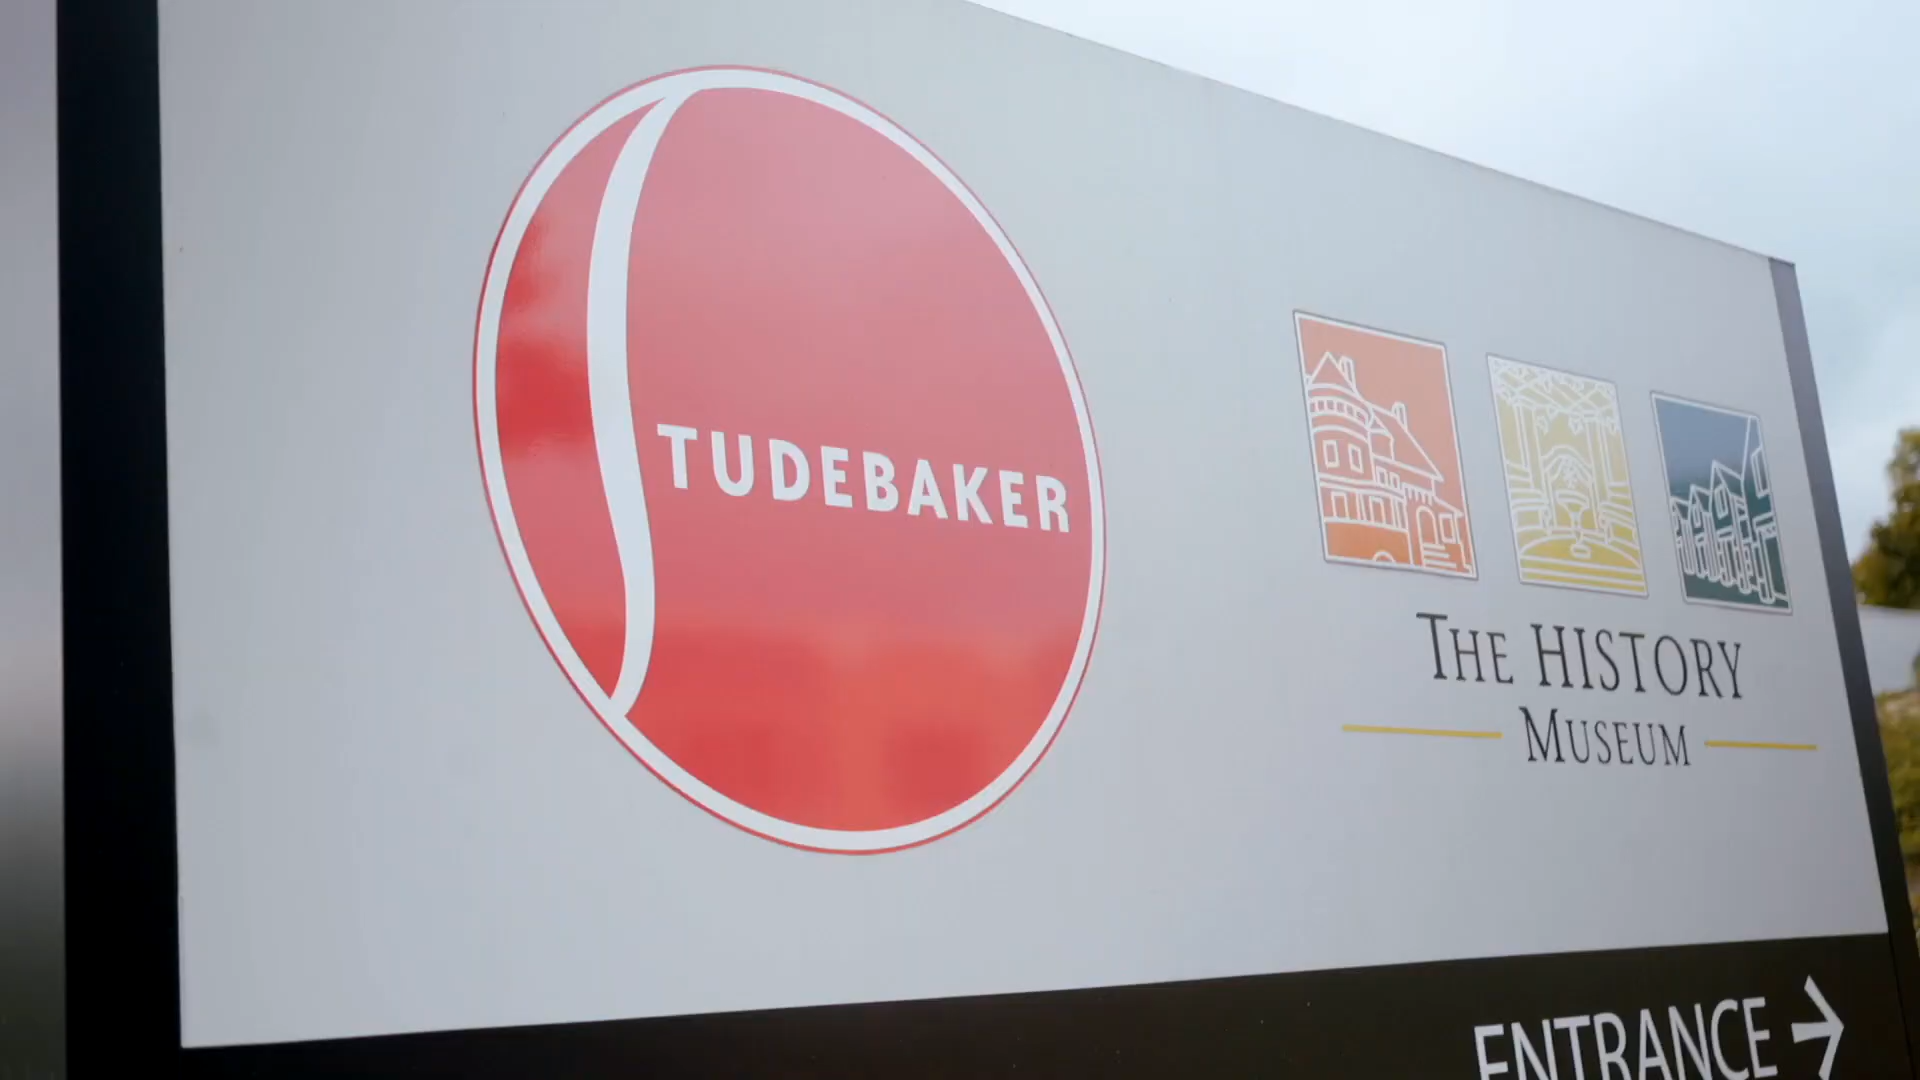 STUDEBAKER
THE HISTORY
MUSEUM
ENTRANCE →